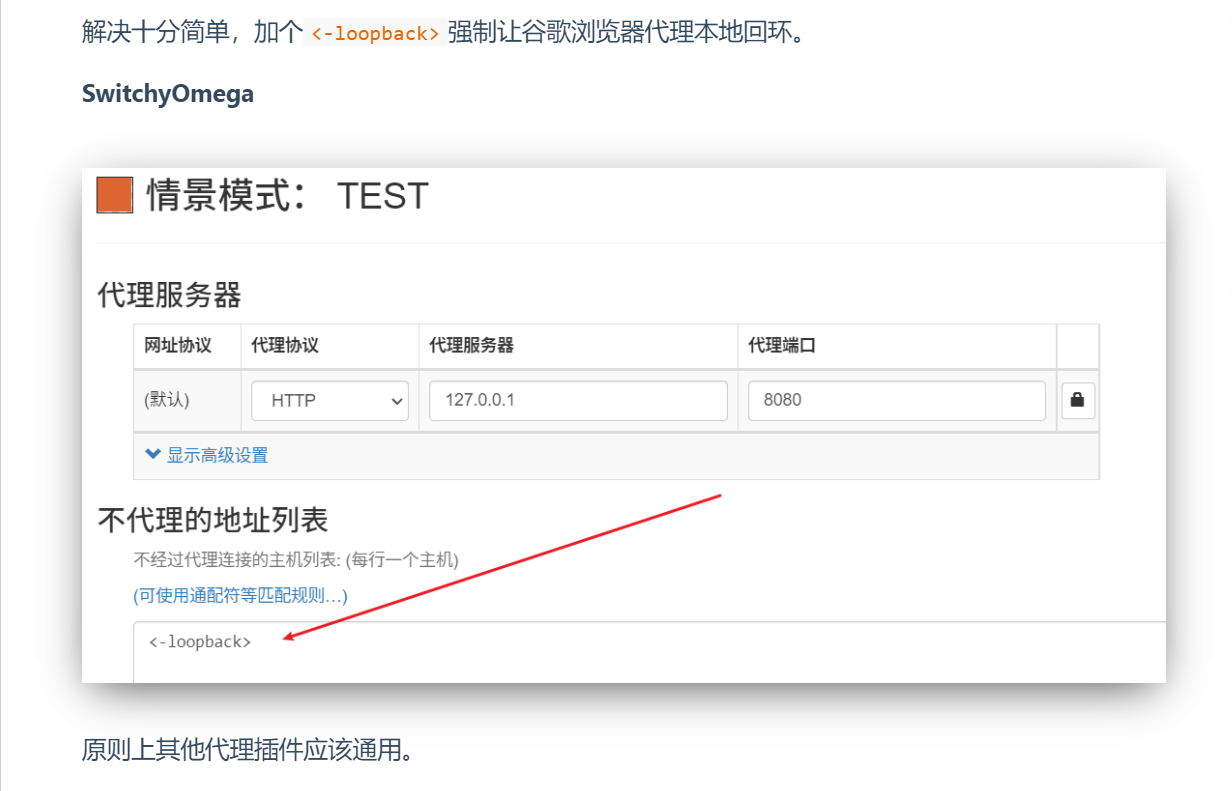 解决十分简单，加个 <-loopback> 强制让谷歌浏览器代理本地回环。
SwitchyOmega
情景模式： TEST
代理服务器
网址协议 代理协议 代理服务器 代理端口
(默认) HTTP 127.0.0.1 8080
显示高级设置
不代理的地址列表
不经过代理连接的主机列表: (每行一个主机)
(可使用通配符等匹配规则…)
<-loopback>
原则上其他代理插件应该通用。